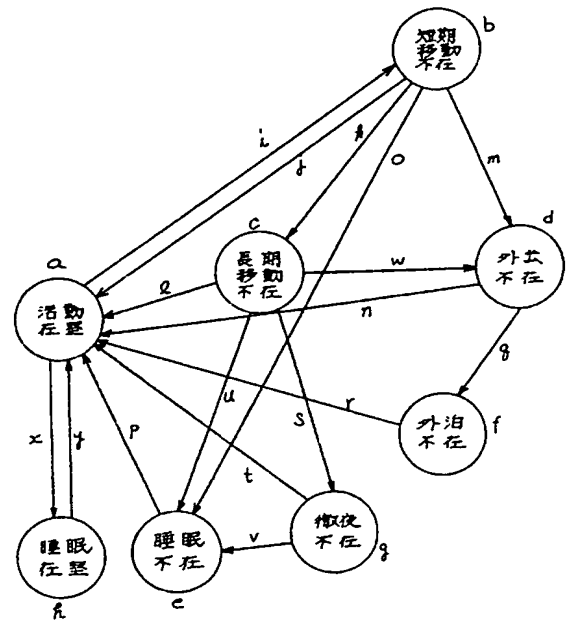 b
短期
移動
不在
i
j
k
o
m
c
d
a
長期
移動
不在
w
外出
不在
l
n
活動
在室
q
u
s
r
外泊
不在
f
x
y
p
t
睡眠
在室
睡眠
不在
v
徹夜
不在
g
h
e